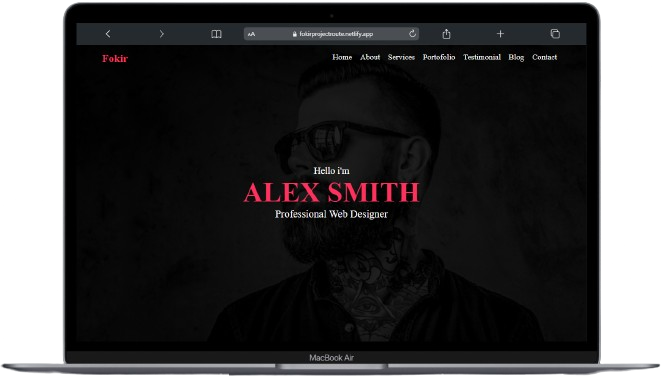 AA
fokirprojectroute.netlify.app
Fokir
Home About Services Portofolio Testimonial Blog Contact
Hello i'm
ALEX SMITH
Professional Web Designer
MacBook Air